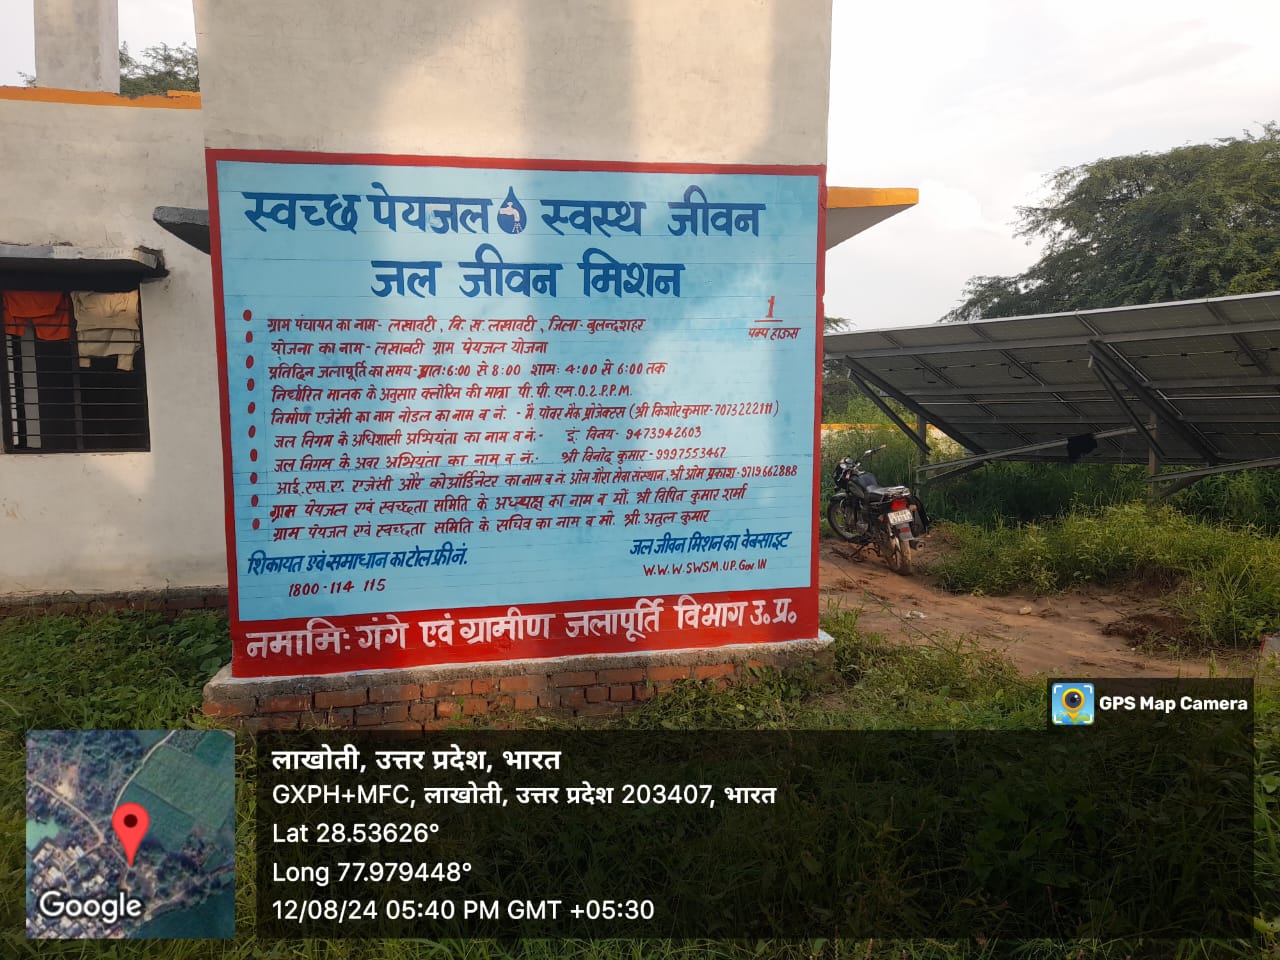 स्वच्छ पेयजल स्वस्थ जीवन
जल जीवन मिशन
1
पम्प हाऊस
ग्राम पंचायत का नाम- लखावटी, वि. स. लखावटी, जिला- बुलन्दशहर
योजना का नाम- लखावटी ग्राम पेयजल योजना
प्रतिदिन जलापूर्ति का समय- प्रात: 6:00 से 8:00 शाम: 4:00 से 6:00 तक
निर्धारित मानक के अनुसार क्लोरिन की मात्रा पी. पी. एम. 0.2. P.P.M.
निर्माण एजेंसी का नाम नोडल का नाम व नं. - मै. पॉवर मैक प्रोजेक्टस (श्री किशोर कुमार-7073222111)
जल निगम के अधिशासी अभियंता का नाम व नं:- इं. विनय- 9473942603
जल निगम के अवर अभियंता का नाम व नं: श्री विनोद कुमार- 9997553467
आई. एस. ए. एजेंसी और कोऑर्डिनेटर का नाम व नं. ओम गौरा सेवा संस्थान, श्री ओम प्रकाश-9719662888
ग्राम पेयजल एवं स्वच्छता समिति के अध्यक्ष का नाम व मो. श्री विपित कुमार शर्मा
ग्राम पेयजल एवं स्वच्छता समिति के सचिव का नाम व मो. श्री. अतुल कुमार
शिकायत एवं समाधान का टोल फ्री नं.
1800-114 115
जल जीवन मिशन का वेबसाइट
W.W.W.SWSM.UP.Gov.IN
नमामि: गंगे एवं ग्रामीण जलापूर्ति विभाग उ॰ प्र॰
GPS Map Camera
लाखोती, उत्तर प्रदेश, भारत
GXPH+MFC, लाखोती, उत्तर प्रदेश 203407, भारत
Lat 28.53626°
Long 77.979448°
12/08/24 05:40 PM GMT +05:30
Google